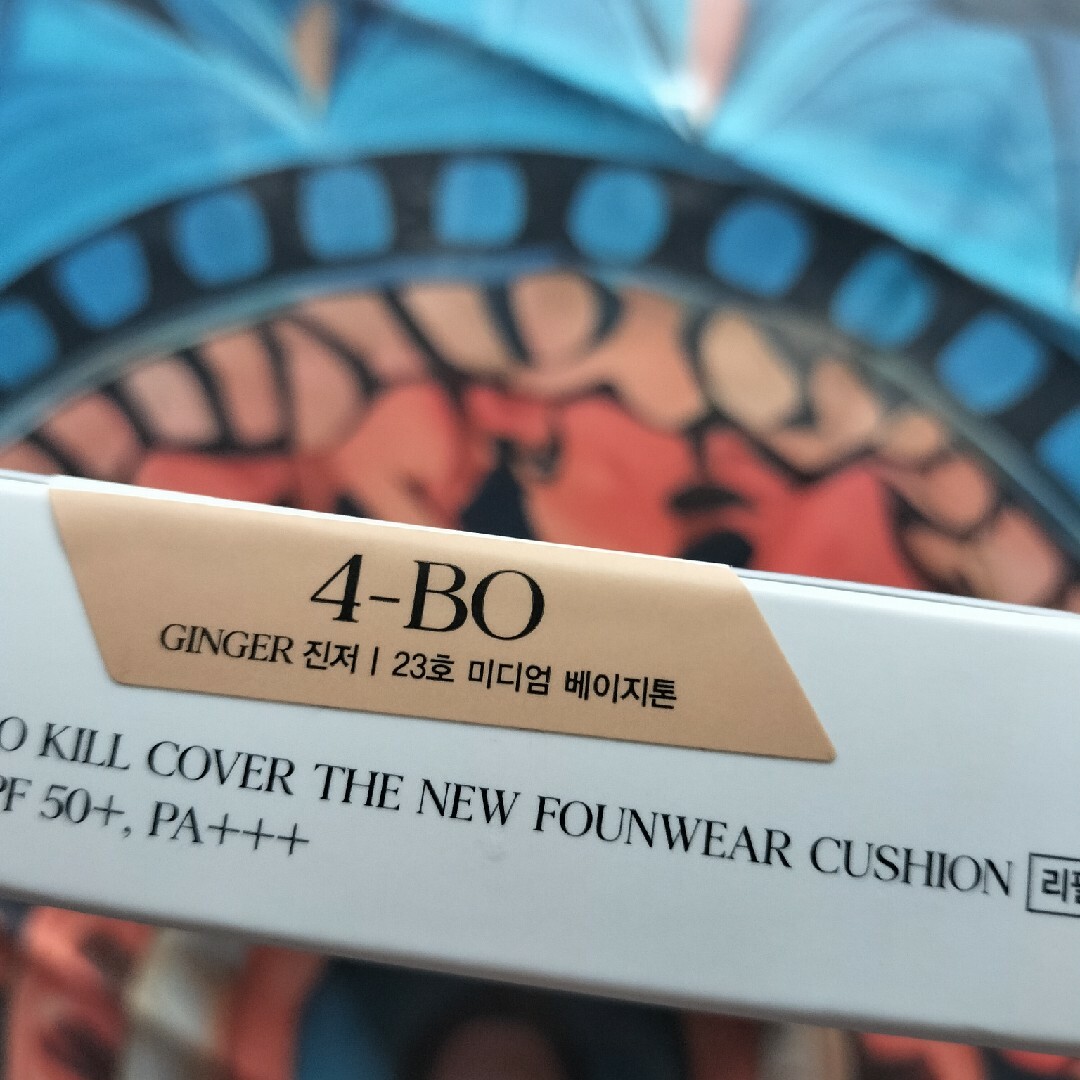 4-BO
GINGER 진저 | 23호 미디엄 베이지톤
KILL COVER THE NEW FOUNWEAR CUSHION
50+, PA+++